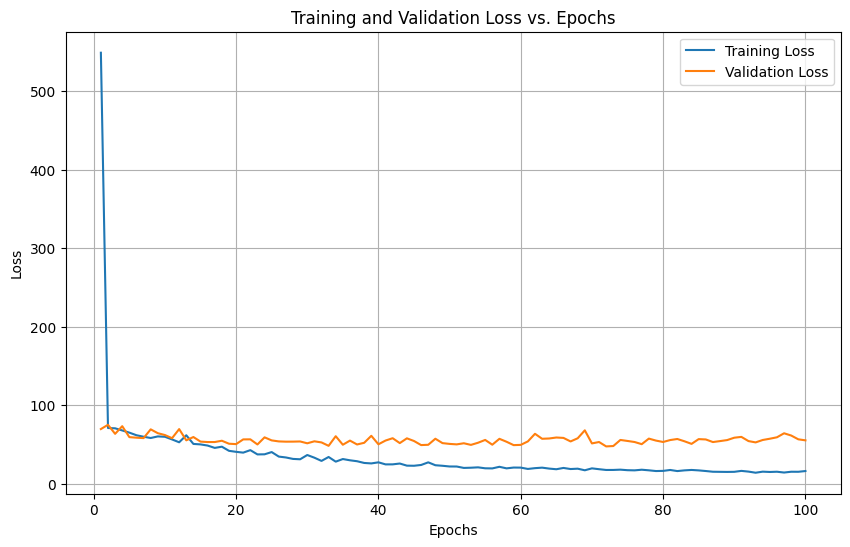 Training and Validation Loss vs. Epochs
Training Loss
Validation Loss
500
400
300
200
100
0
Loss
0 20 40 60 80 100
Epochs